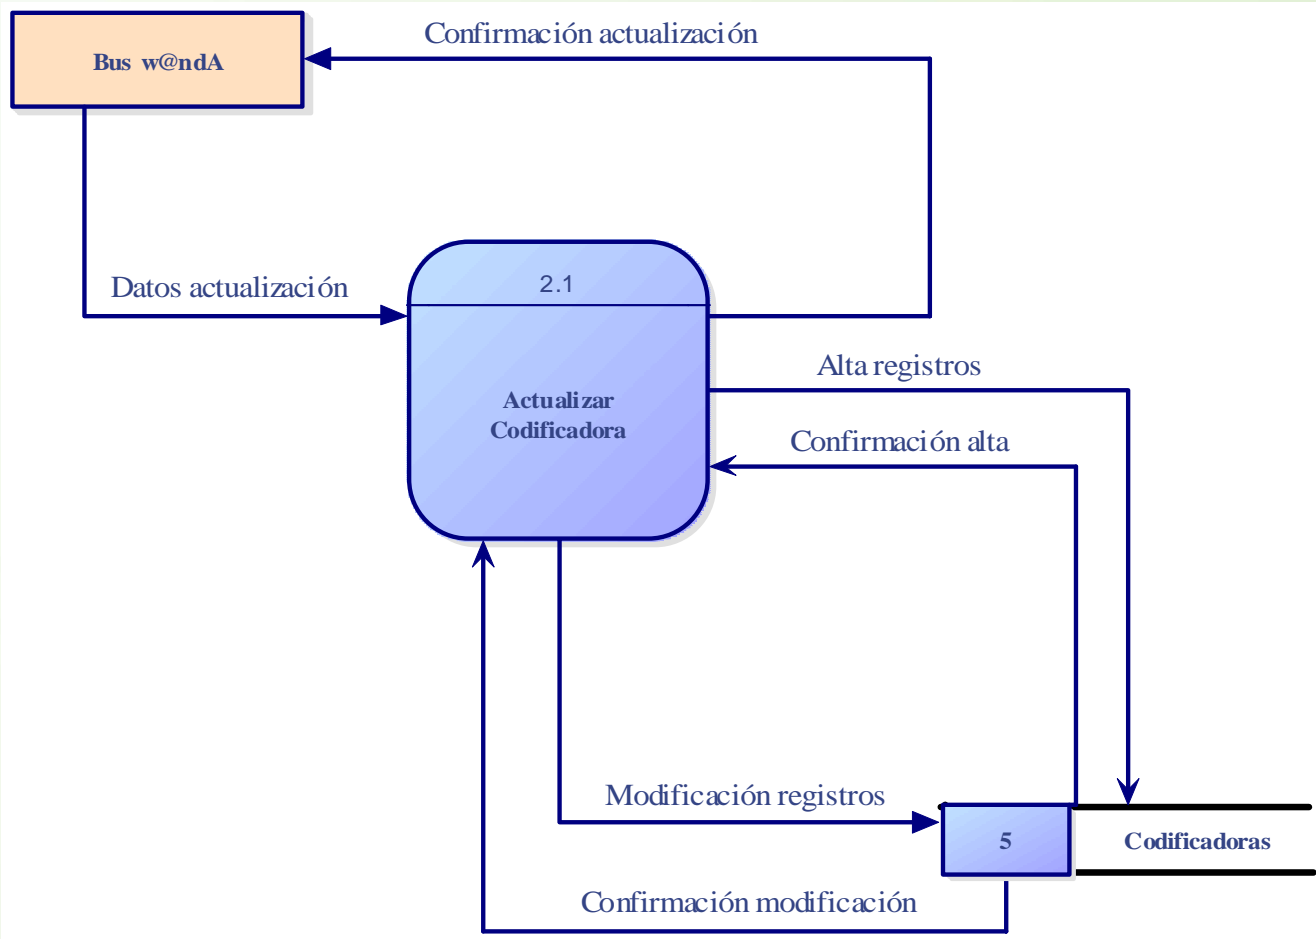 Confirmación actualización
Bus w@ndA
Datos actualización
2.1
Alta registros
Actualizar
Codificadora
Confirmación alta
Modificación registros
5
Codificadoras
Confirmación modificación